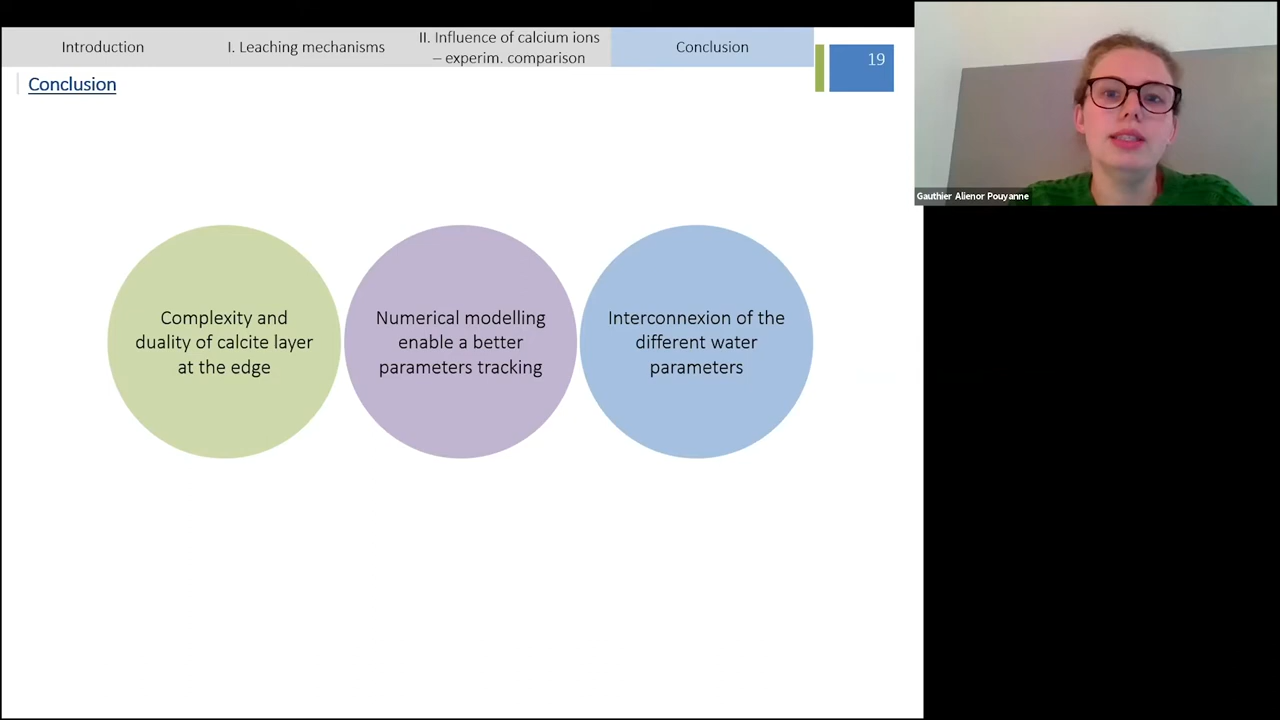 Introduction
I. Leaching mechanisms
II. Influence of calcium ions
– experim. comparison
Conclusion
19
Conclusion
Complexity and
duality of calcite layer
at the edge
Numerical modelling
enable a better
parameters tracking
Interconnexion of the
different water
parameters
Gauthier Alienor Pouyanne